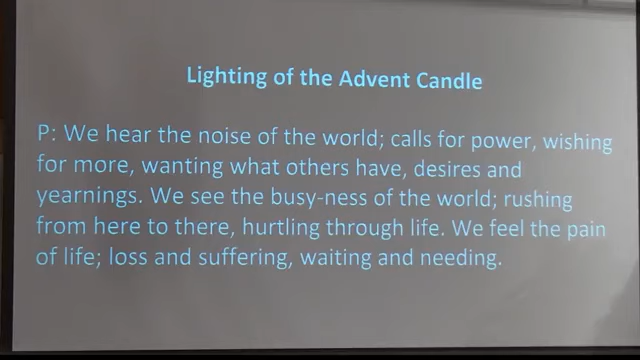 Lighting of the Advent Candle
P: We hear the noise of the world; calls for power, wishing
for more, wanting what others have, desires and
yearnings. We see the busy-ness of the world; rushing
from here to there, hurtling through life. We feel the pain
of life; loss and suffering, waiting and needing.